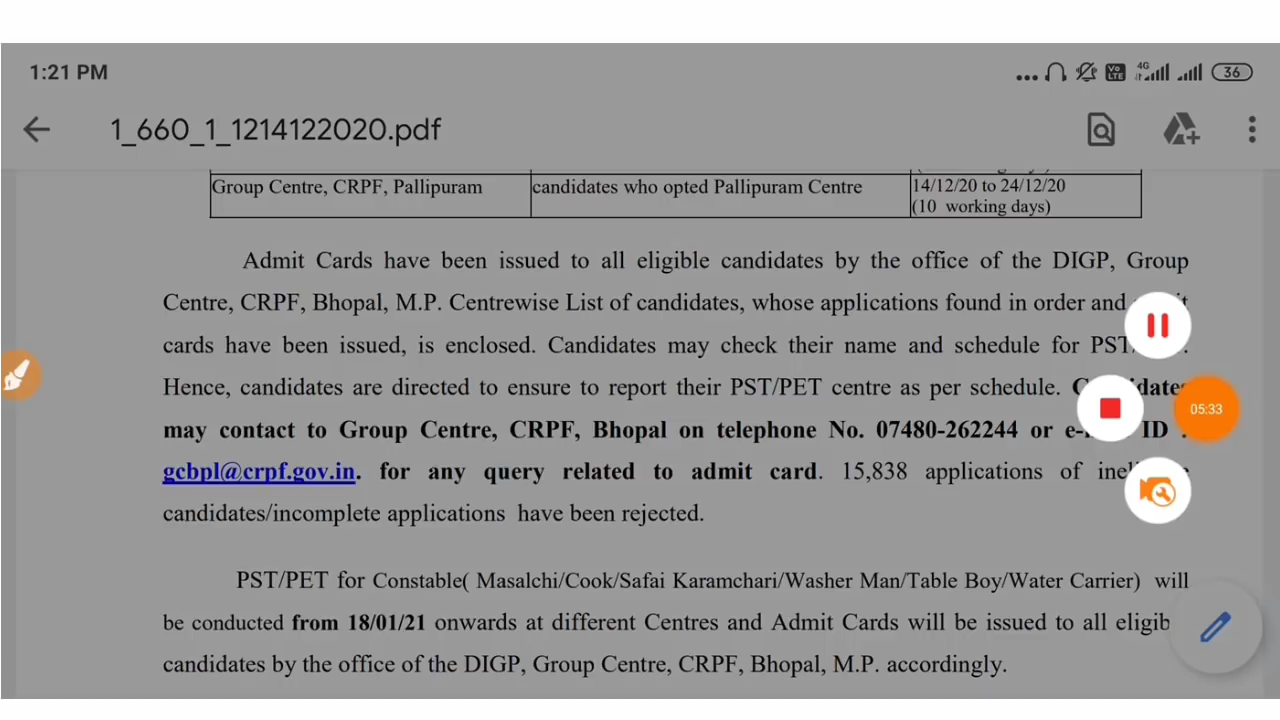 1:21 PM
4G
Vo LTE
36
1_660_1_1214122020.pdf
Group Centre, CRPF, Pallipuram candidates who opted Pallipuram Centre 14/12/20 to 24/12/20
(10 working days)
Admit Cards have been issued to all eligible candidates by the office of the DIGP, Group
Centre, CRPF, Bhopal, M.P. Centrewise List of candidates, whose applications found in order and
cards have been issued, is enclosed. Candidates may check their name and schedule for PST/
Hence, candidates are directed to ensure to report their PST/PET centre as per schedule.
may contact to Group Centre, CRPF, Bhopal on telephone No. 07480-262244 or ID :
05:33
gcbpl@crpf.gov.in. for any query related to admit card. 15,838 applications of
candidates/incomplete applications have been rejected.
PST/PET for Constable( Masalchi/Cook/Safai Karamchari/Washer Man/Table Boy/Water Carrier) will
be conducted from 18/01/21 onwards at different Centres and Admit Cards will be issued to all eligib
candidates by the office of the DIGP, Group Centre, CRPF, Bhopal, M.P. accordingly.